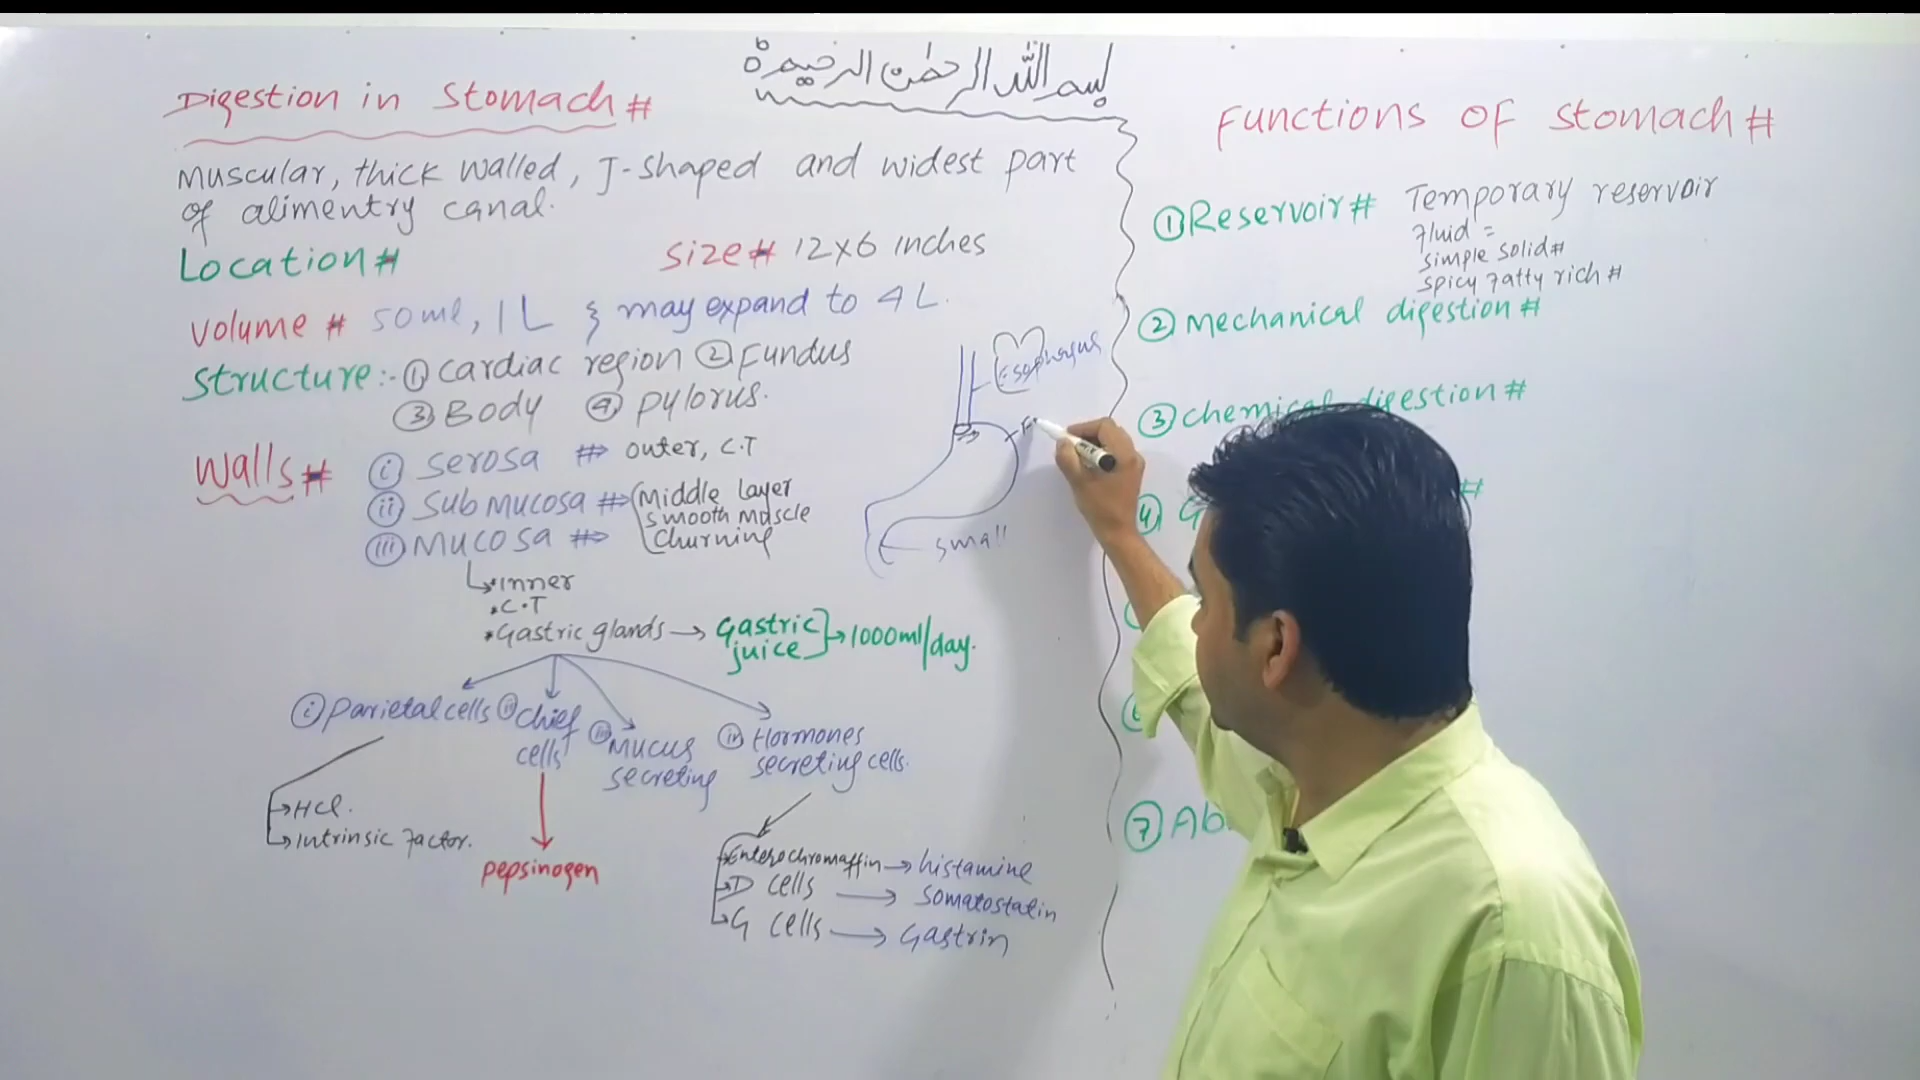 بسم الله الرحمن الرحيم
Digestion in Stomach #
Muscular, thick walled, J-shaped and widest part
of alimentry canal.
Location #
Size # 12x6 inches
Volume # 50ml, 1L } may expand to 4L.
Structure:- ① Cardiac region ② Fundus
③ Body ④ Pylorus.
Walls #
ⓘ Serosa ⇒ outer, C.T
ⅱ Sub mucosa ⇒ Middle layer
smooth muscle
churning
ⅲ Mucosa ⇒
↳ *inner
*C.T
*Gastric glands → Gastric
juice } → 1000ml/day.
ⓘ Parietal cells ⅱ chief
cells
ⅲ Mucus
secreting
ⅳ Hormones
secreting cells.
→ HCl.
↳ Intrinsic factor.
pepsinogen
Enterochromaffin → histamine
→ D cells → Somatostatin
↳ G cells → Gastrin
Esophagus
F
small
Functions of Stomach #
① Reservoir # Temporary reservoir
fluid =
simple solid #
spicy fatty rich #
② Mechanical digestion #
③ chemical digestion #
④ G
#
⑦ Ab